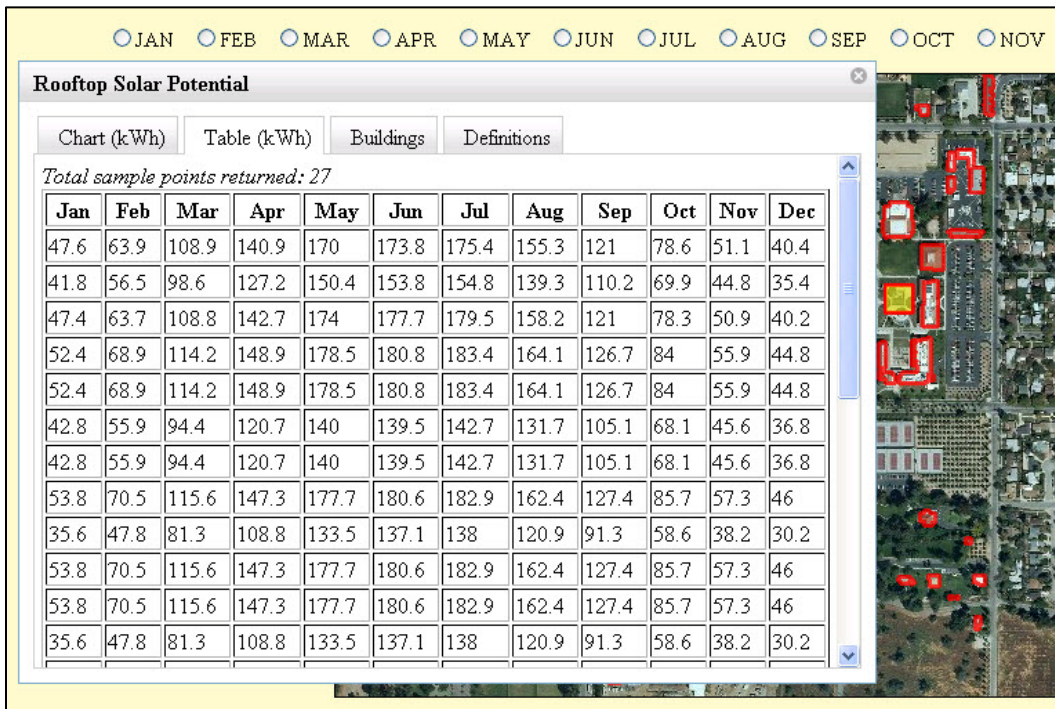 JAN FEB MAR APR MAY JUN JUL AUG SEP OCT NOV
Rooftop Solar Potential
Chart (kWh) Table (kWh) Buildings Definitions
Total sample points returned: 27
Jan Feb Mar Apr May Jun Jul Aug Sep Oct Nov Dec
47.6 63.9 108.9 140.9 170 173.8 175.4 155.3 121 78.6 51.1 40.4
41.8 56.5 98.6 127.2 150.4 153.8 154.8 139.3 110.2 69.9 44.8 35.4
47.4 63.7 108.8 142.7 174 177.7 179.5 158.2 121 78.3 50.9 40.2
52.4 68.9 114.2 148.9 178.5 180.8 183.4 164.1 126.7 84 55.9 44.8
52.4 68.9 114.2 148.9 178.5 180.8 183.4 164.1 126.7 84 55.9 44.8
42.8 55.9 94.4 120.7 140 139.5 142.7 131.7 105.1 68.1 45.6 36.8
42.8 55.9 94.4 120.7 140 139.5 142.7 131.7 105.1 68.1 45.6 36.8
53.8 70.5 115.6 147.3 177.7 180.6 182.9 162.4 127.4 85.7 57.3 46
35.6 47.8 81.3 108.8 133.5 137.1 138 120.9 91.3 58.6 38.2 30.2
53.8 70.5 115.6 147.3 177.7 180.6 182.9 162.4 127.4 85.7 57.3 46
53.8 70.5 115.6 147.3 177.7 180.6 182.9 162.4 127.4 85.7 57.3 46
35.6 47.8 81.3 108.8 133.5 137.1 138 120.9 91.3 58.6 38.2 30.2